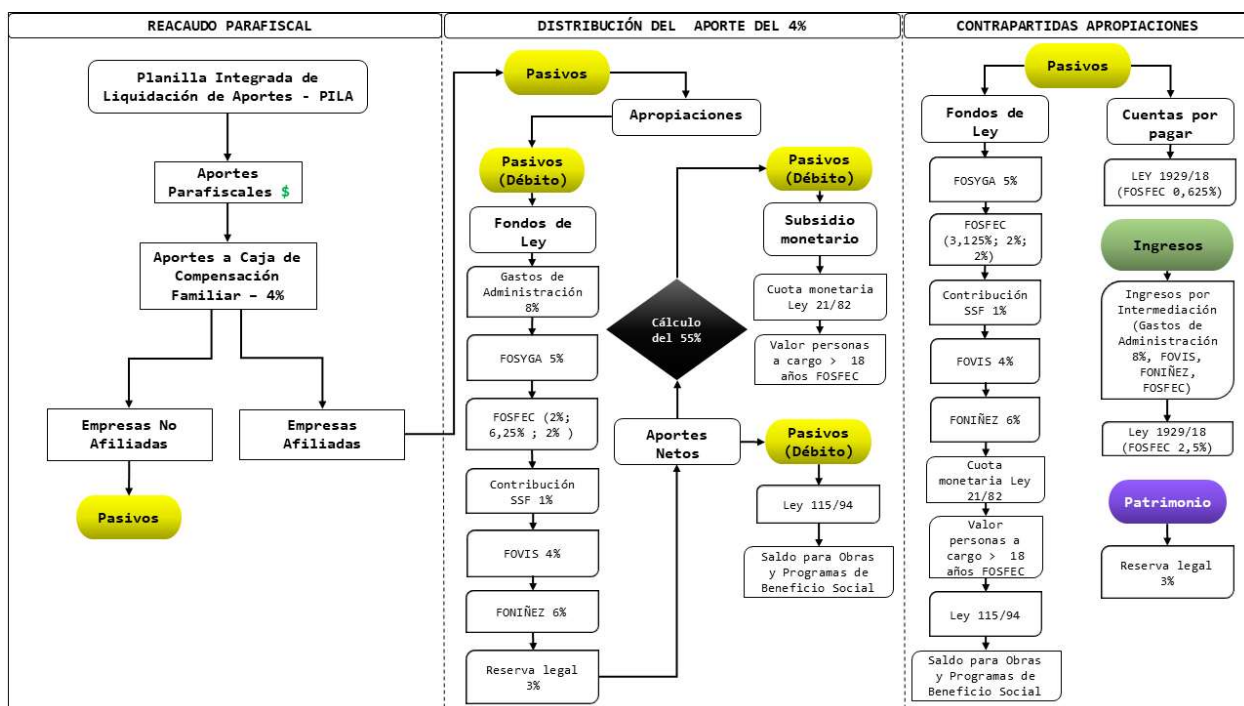 REACAUDO PARAFISCAL
Planilla Integrada de
Liquidación de Aportes - PILA
Aportes
Parafiscales $
Aportes a Caja de
Compensación
Familiar – 4%
Empresas No
Afiliadas
Empresas
Afiliadas
Pasivos
DISTRIBUCIÓN DEL APORTE DEL 4%
Pasivos
Apropiaciones
Pasivos
(Débito)
Fondos de
Ley
Gastos de
Administración
8%
FOSYGA 5%
FOSFEC (2%;
6,25% ; 2% )
Contribución
SSF 1%
FOVIS 4%
FONIÑEZ 6%
Reserva legal
3%
Aportes
Netos
Cálculo
del 55%
Pasivos
(Débito)
Subsidio
monetario
Cuota monetaria
Ley 21/82
Valor personas
a cargo > 18
años FOSFEC
Pasivos
(Débito)
Ley 115/94
Saldo para Obras
y Programas de
Beneficio Social
CONTRAPARTIDAS APROPIACIONES
Pasivos
Fondos de
Ley
FOSYGA 5%
FOSFEC
(3,125%; 2%;
2%)
Contribución
SSF 1%
FOVIS 4%
FONIÑEZ 6%
Cuota
monetaria Ley
21/82
Valor
personas a
cargo > 18
años FOSFEC
Ley 115/94
Saldo para Obras
y Programas de
Beneficio Social
Cuentas por
pagar
LEY 1929/18
(FOSFEC 0,625%)
Ingresos
Ingresos por
Intermediación
(Gastos de
Administración
8%, FOVIS,
FONIÑEZ,
FOSFEC)
Ley 1929/18
(FOSFEC 2,5%)
Patrimonio
Reserva legal
3%